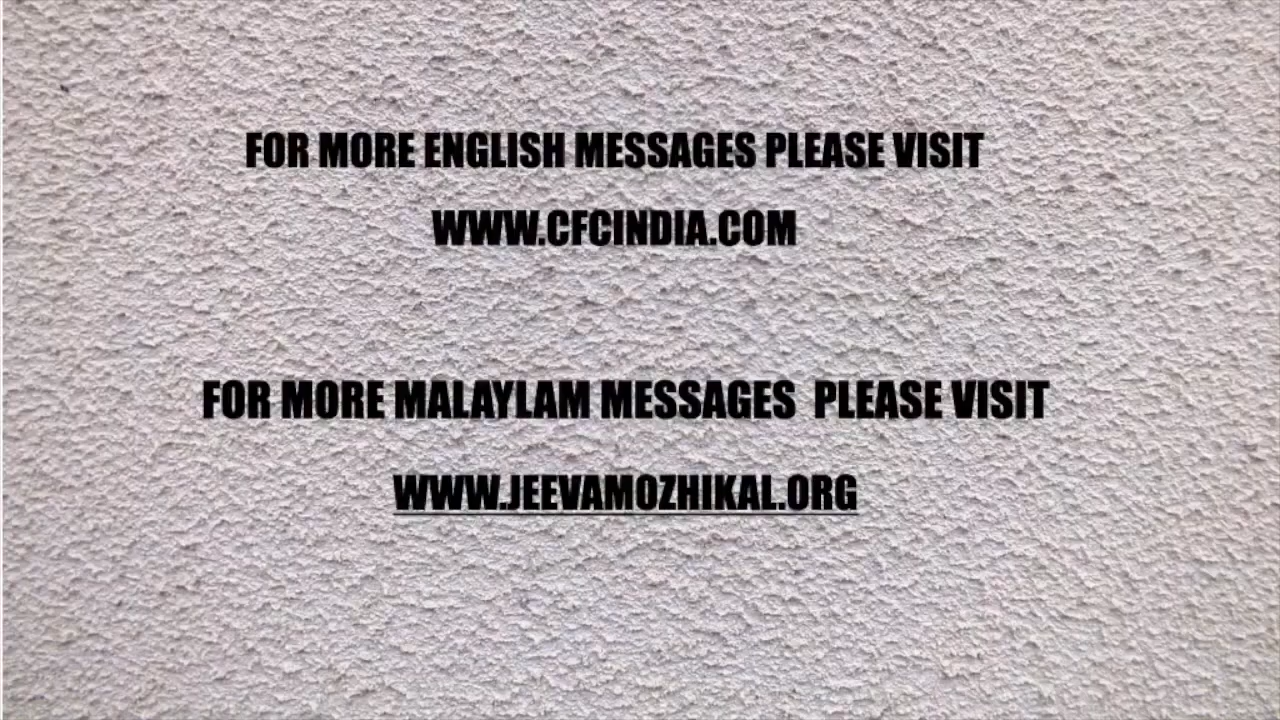 FOR MORE ENGLISH MESSAGES PLEASE VISIT
WWW.CFCINDIA.COM
FOR MORE MALAYLAM MESSAGES PLEASE VISIT
WWW.JEEVAMOZHIKAL.ORG